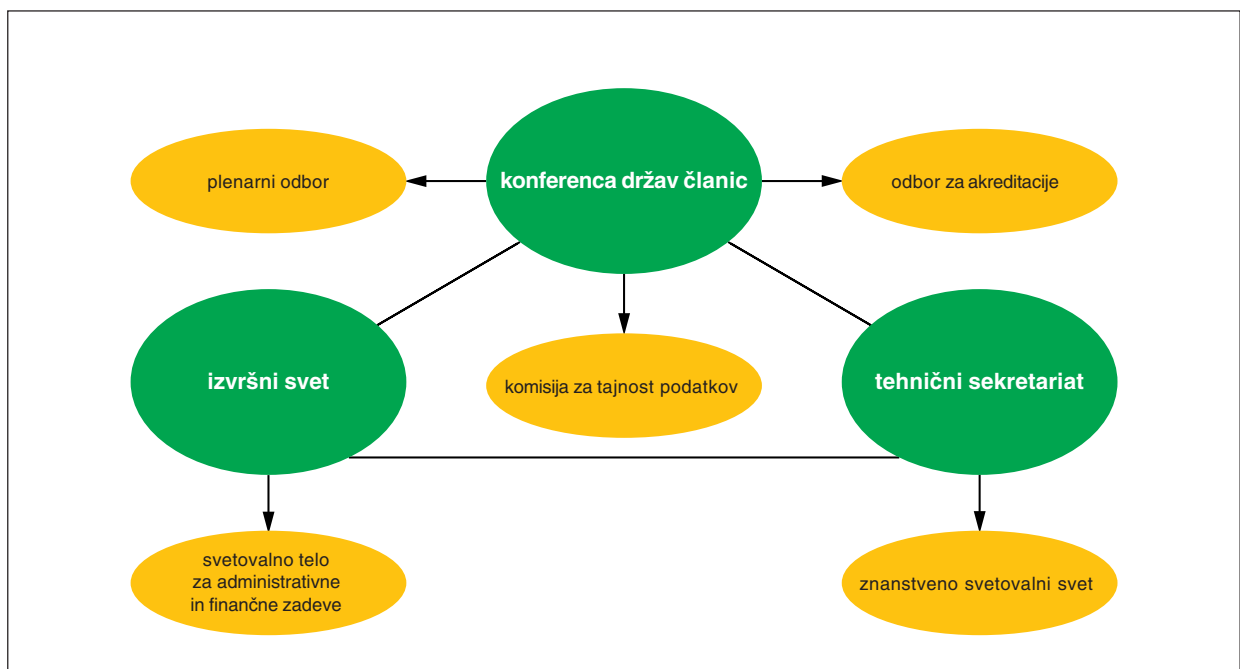 plenarni odbor
konferenca držav članic
odbor za akreditacije
izvršni svet
komisija za tajnost podatkov
tehnični sekretariat
svetovalno telo
za administrativne
in finančne zadeve
znanstveno svetovalni svet